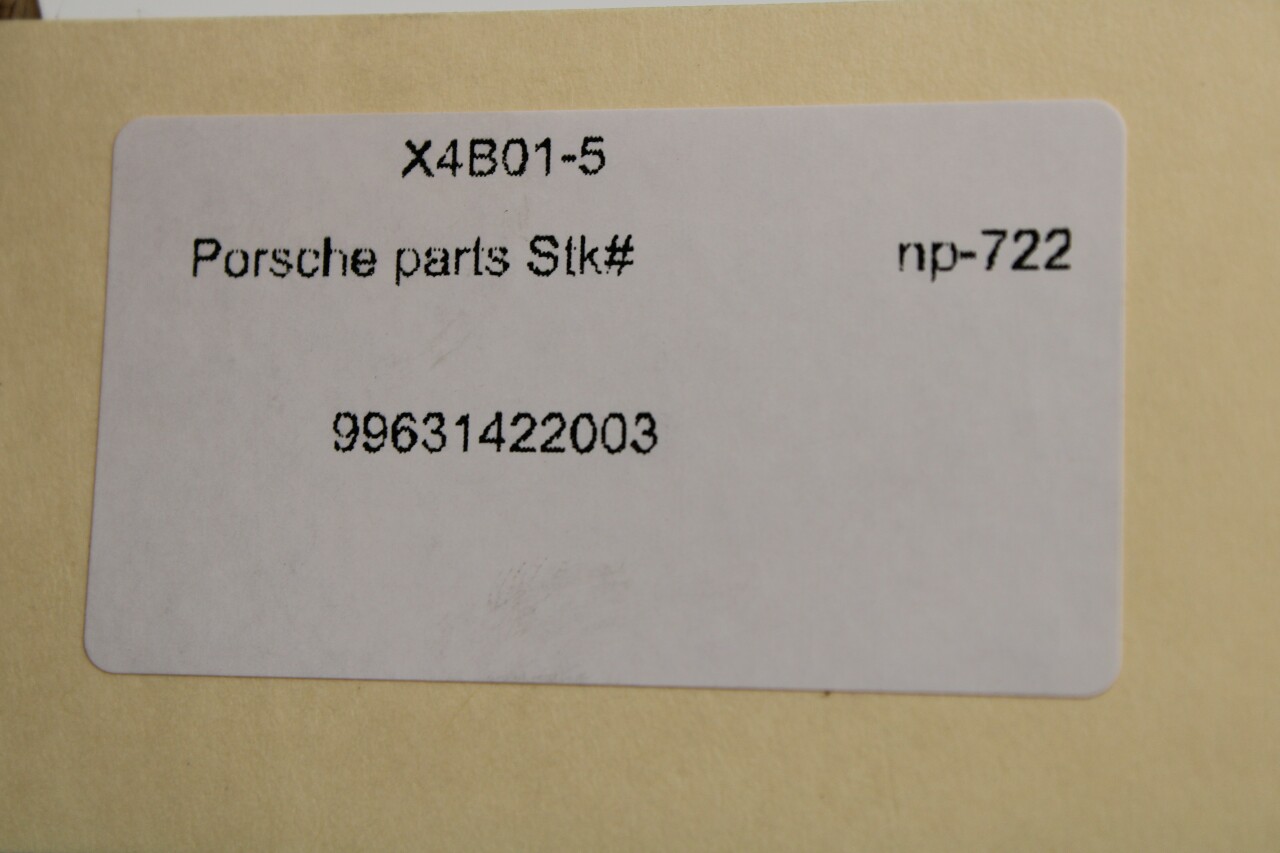 X4B01-5
Porsche parts Stk# np-722
99631422003